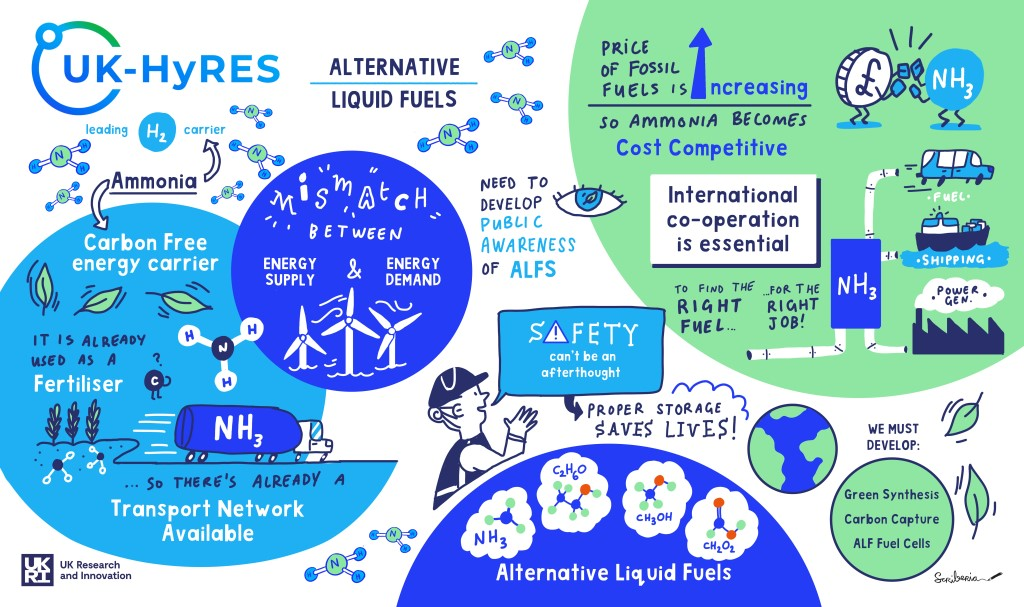 UK-HyRES
ALTERNATIVE
LIQUID FUELS
leading H₂ carrier
Ammonia
Carbon Free
energy carrier
IT IS ALREADY
USED AS A
Fertiliser
?
C
N
H
H
H
NH₃
... SO THERE'S ALREADY A
Transport Network
Available
UK
RI
UK Research
and Innovation
MISMATCH
BETWEEN
ENERGY
SUPPLY
&
ENERGY
DEMAND
NEED TO
DEVELOP
PUBLIC
AWARENESS
OF ALFS
SAFETY
can't be an
afterthought
PROPER STORAGE
SAVES LIVES!
NH₃
C₂H₆O
CH₃OH
CH₂O₂
Alternative Liquid Fuels
PRICE
OF FOSSIL
FUELS IS Increasing
SO AMMONIA BECOMES
Cost Competitive
£
NH₃
International
co-operation
is essential
TO FIND THE
RIGHT
FUEL...
...FOR THE
RIGHT
JOB!
NH₃
FUEL
SHIPPING
POWER
GEN.
WE MUST
DEVELOP:
Green Synthesis
Carbon Capture
ALF Fuel Cells
Scriberia